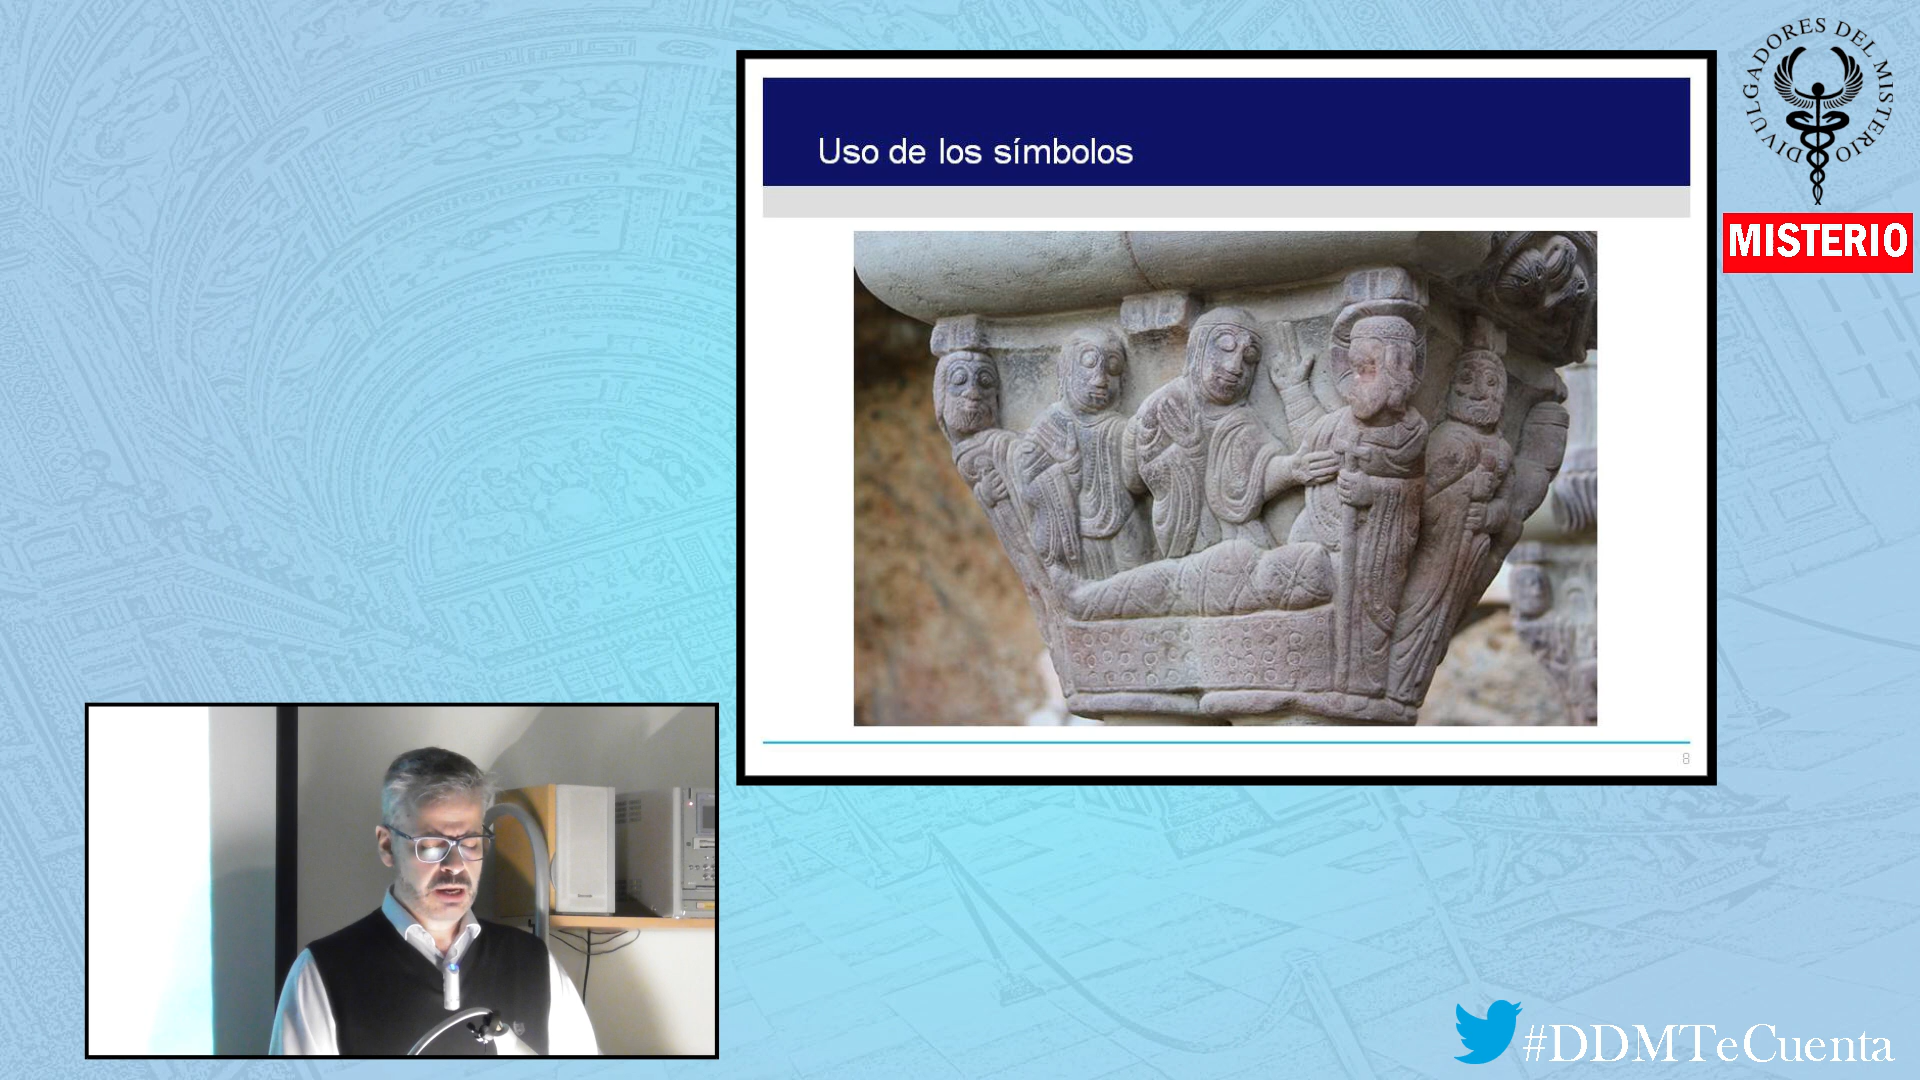 Uso de los símbolos
8
DIVULGADORES DEL MISTERIO
MISTERIO
#DDMTeCuenta